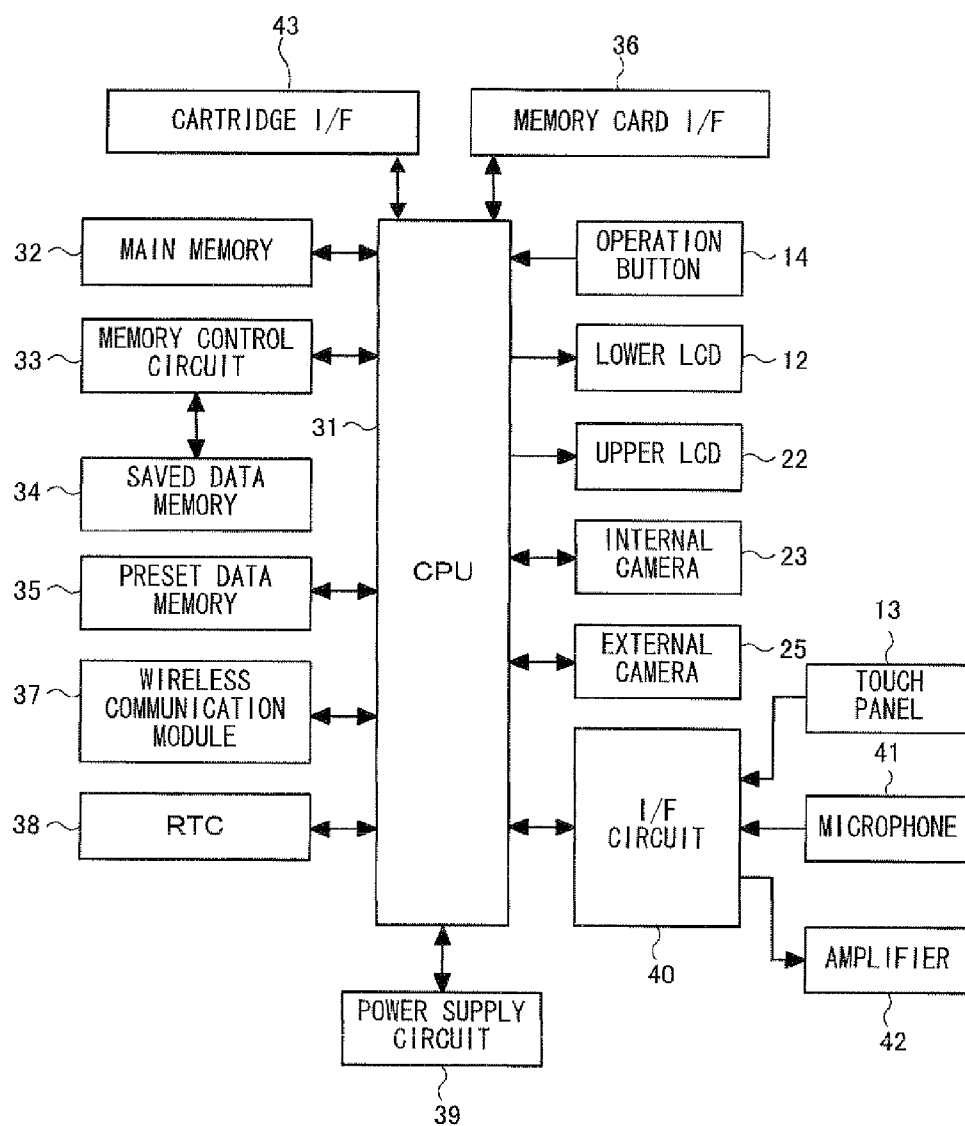 43
36
CARTRIDGE I/F
MEMORY CARD I/F
32
MAIN MEMORY
OPERATION
BUTTON
14
33
MEMORY CONTROL
CIRCUIT
LOWER LCD
12
31
34
SAVED DATA
MEMORY
UPPER LCD
22
35
PRESET DATA
MEMORY
CPU
INTERNAL
CAMERA
23
37
WIRELESS
COMMUNICATION
MODULE
EXTERNAL
CAMERA
25
13
TOUCH
PANEL
38
RTC
I/F
CIRCUIT
41
MICROPHONE
40
AMPLIFIER
42
POWER SUPPLY
CIRCUIT
39